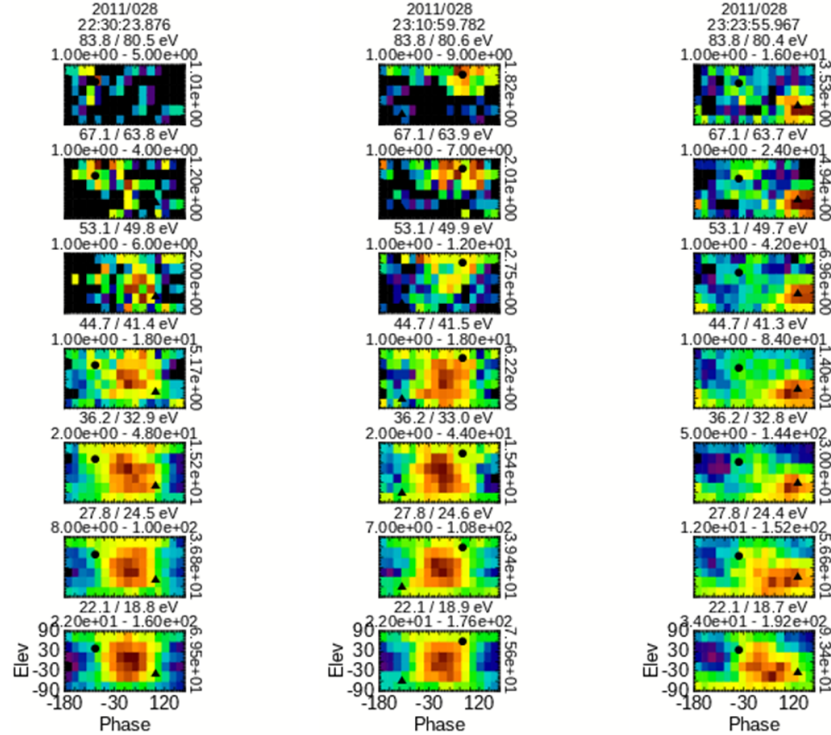 2011/028
22:30:23.876
83.8 / 80.5 eV
1.00e+00 - 5.00e+00
1.01e+00
67.1 / 63.8 eV
1.00e+00 - 4.00e+00
1.20e+00
53.1 / 49.8 eV
1.00e+00 - 6.00e+00
2.00e+00
44.7 / 41.4 eV
1.00e+00 - 1.80e+01
5.17e+00
36.2 / 32.9 eV
2.00e+00 - 4.80e+01
1.52e+01
27.8 / 24.5 eV
8.00e+00 - 1.00e+02
3.68e+01
22.1 / 18.8 eV
2.20e+01 - 1.60e+02
6.95e+01
90
30
-30
-90
Elev
-180 -30 120
Phase
2011/028
23:10:59.782
83.8 / 80.6 eV
1.00e+00 - 9.00e+00
1.82e+00
67.1 / 63.9 eV
1.00e+00 - 7.00e+00
2.01e+00
53.1 / 49.9 eV
1.00e+00 - 1.20e+01
2.75e+00
44.7 / 41.5 eV
1.00e+00 - 1.80e+01
6.22e+00
36.2 / 33.0 eV
2.00e+00 - 4.40e+01
1.54e+01
27.8 / 24.6 eV
7.00e+00 - 1.08e+02
3.94e+01
22.1 / 18.9 eV
2.20e+01 - 1.76e+02
7.56e+01
90
30
-30
-90
Elev
-180 -30 120
Phase
2011/028
23:23:55.967
83.8 / 80.4 eV
1.00e+00 - 1.60e+01
3.53e+00
67.1 / 63.7 eV
1.00e+00 - 2.40e+01
4.94e+00
53.1 / 49.7 eV
1.00e+00 - 4.20e+01
6.96e+00
44.7 / 41.3 eV
1.00e+00 - 8.40e+01
1.40e+01
36.2 / 32.8 eV
5.00e+00 - 1.44e+02
3.00e+01
27.8 / 24.4 eV
1.20e+01 - 1.52e+02
5.66e+01
22.1 / 18.7 eV
3.40e+01 - 1.92e+02
9.34e+01
90
30
-30
-90
Elev
-180 -30 120
Phase